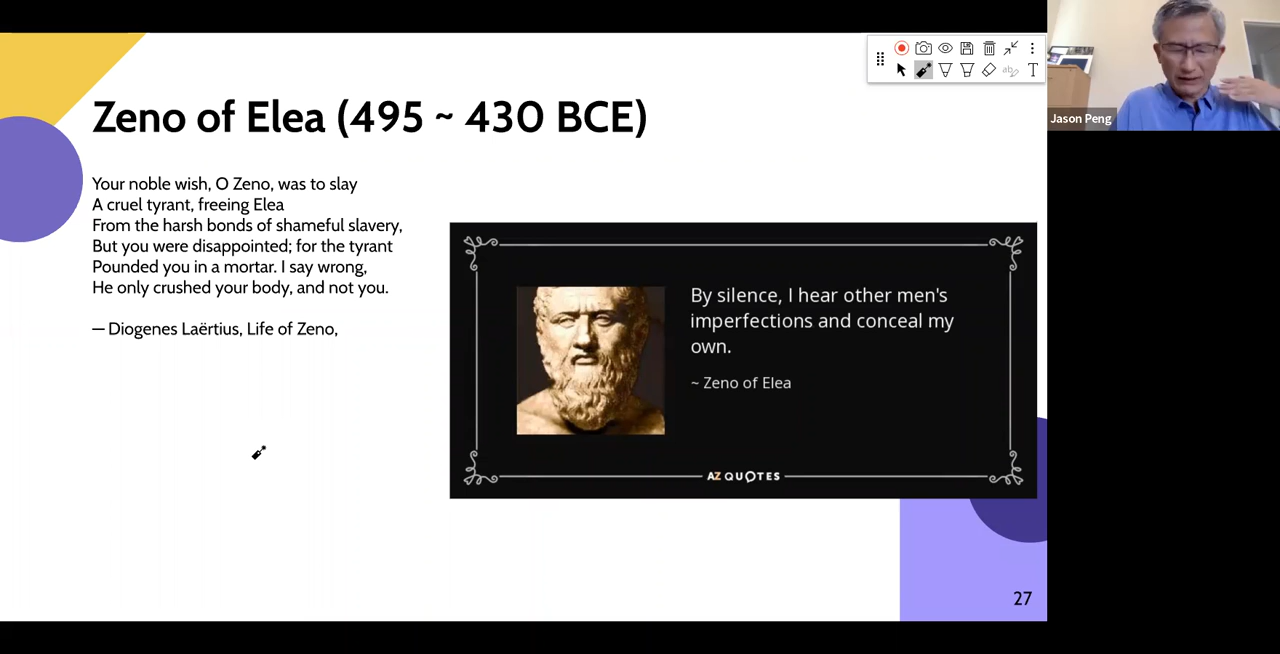 Zeno of Elea (495 ~ 430 BCE)
Your noble wish, O Zeno, was to slay
A cruel tyrant, freeing Elea
From the harsh bonds of shameful slavery,
But you were disappointed; for the tyrant
Pounded you in a mortar. I say wrong,
He only crushed your body, and not you.
— Diogenes Laërtius, Life of Zeno,
By silence, I hear other men's
imperfections and conceal my
own.
~ Zeno of Elea
AZ QUOTES
27
ab
T
Jason Peng